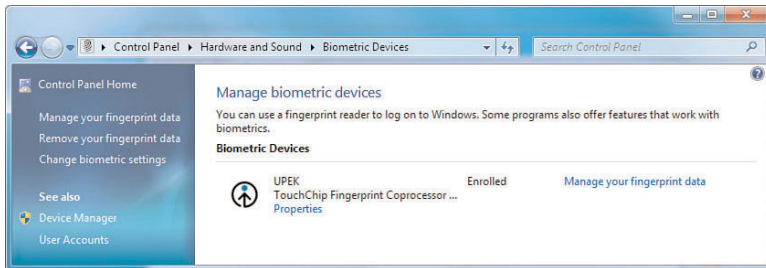 Control Panel ▸ Hardware and Sound ▸ Biometric Devices
Search Control Panel
Control Panel Home
Manage your fingerprint data
Remove your fingerprint data
Change biometric settings
See also
Device Manager
User Accounts
Manage biometric devices
You can use a fingerprint reader to log on to Windows. Some programs also offer features that work with
biometrics.
Biometric Devices
UPEK Enrolled Manage your fingerprint data
TouchChip Fingerprint Coprocessor ...
Properties